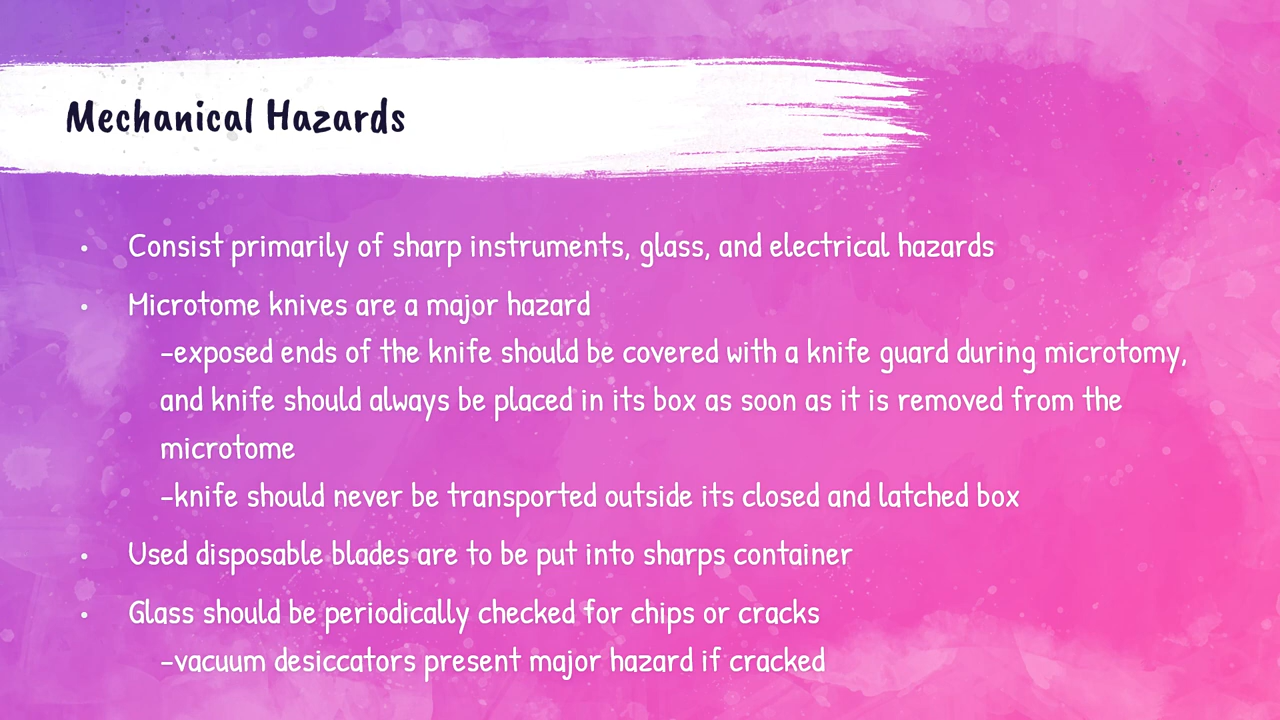 Mechanical Hazards
• Consist primarily of sharp instruments, glass, and electrical hazards
• Microtome knives are a major hazard
–exposed ends of the knife should be covered with a knife guard during microtomy,
and knife should always be placed in its box as soon as it is removed from the
microtome
–knife should never be transported outside its closed and latched box
• Used disposable blades are to be put into sharps container
• Glass should be periodically checked for chips or cracks
–vacuum desiccators present major hazard if cracked